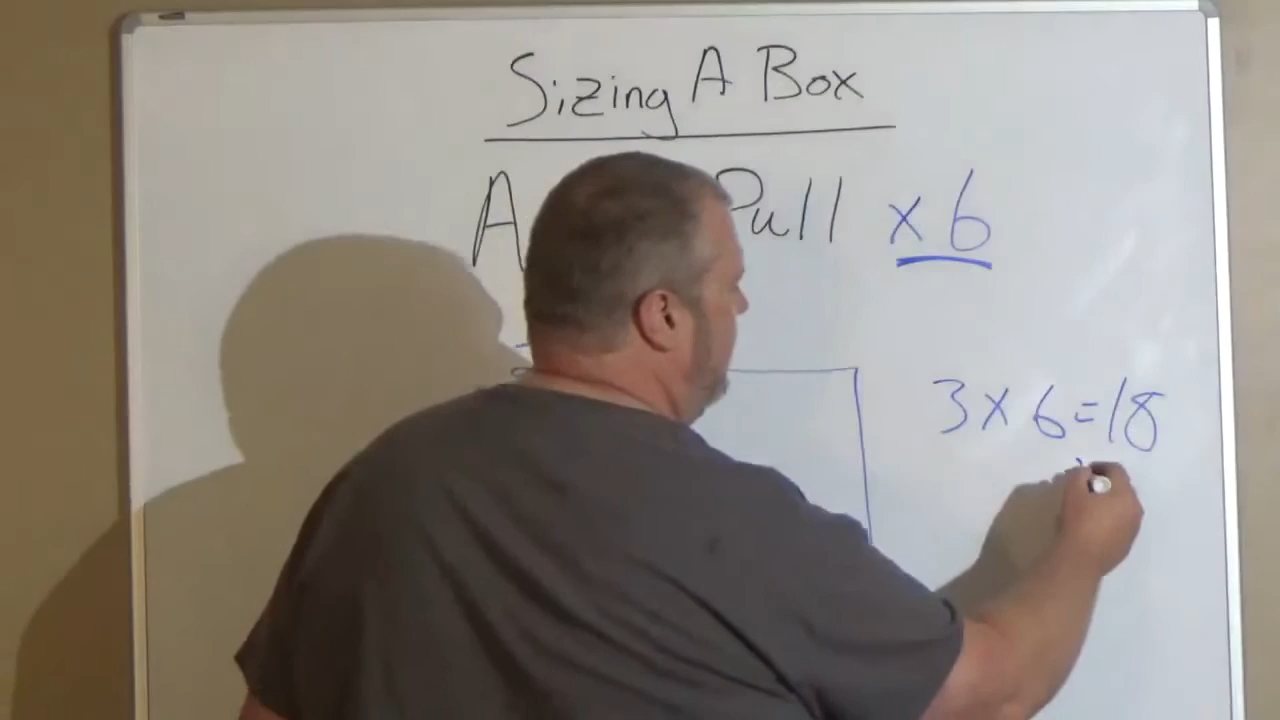 Sizing A Box
Pull x 6
3 x 6 = 18